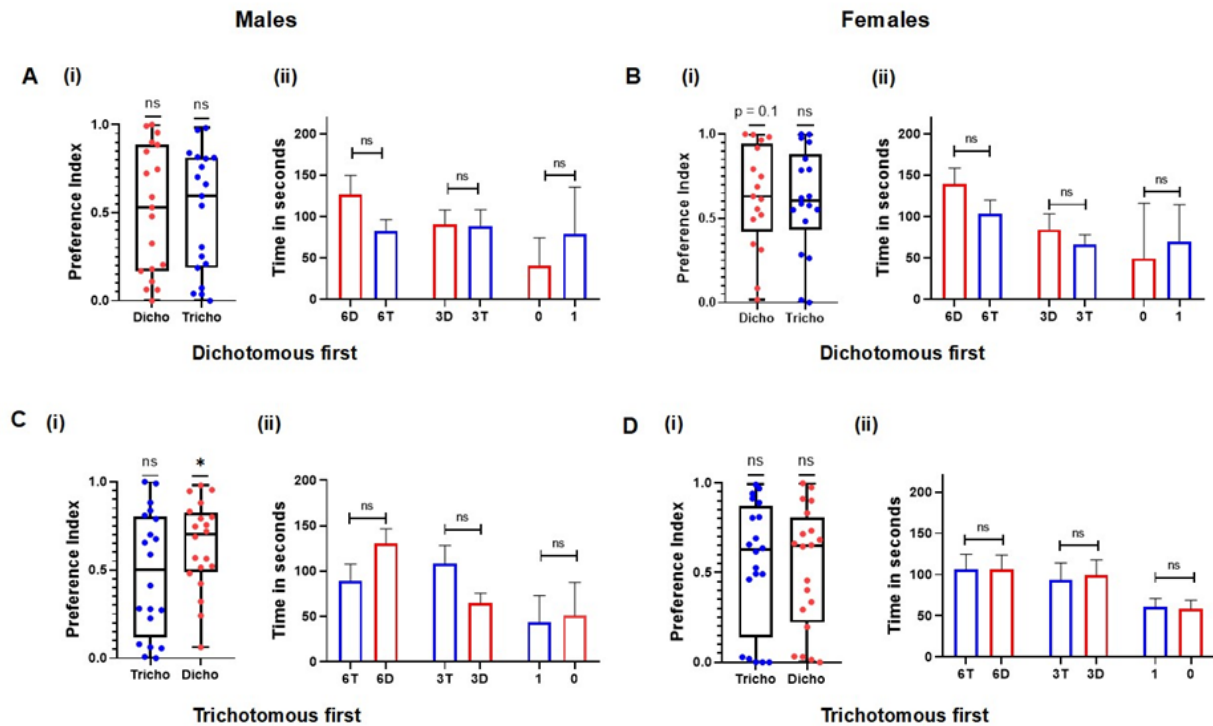 Males
Females
A (i) (ii)
ns ns
Preference Index
1.0
0.5
0.0
Dicho Tricho
Time in seconds
200
150
100
50
0
ns
ns
ns
6D 6T 3D 3T 0 1
Dichotomous first
B (i) (ii)
p = 0.1 ns
Preference Index
1.0
0.5
0.0
Dicho Tricho
Time in seconds
200
150
100
50
0
ns
ns
ns
6D 6T 3D 3T 0 1
Dichotomous first
C (i) (ii)
ns *
Preference Index
1.0
0.5
0.0
Tricho Dicho
Time in seconds
200
150
100
50
0
ns
ns
ns
6T 6D 3T 3D 1 0
Trichotomous first
D (i) (ii)
ns ns
Preference Index
1.0
0.5
0.0
Tricho Dicho
Time in seconds
200
150
100
50
0
ns
ns
ns
6T 6D 3T 3D 1 0
Trichotomous first